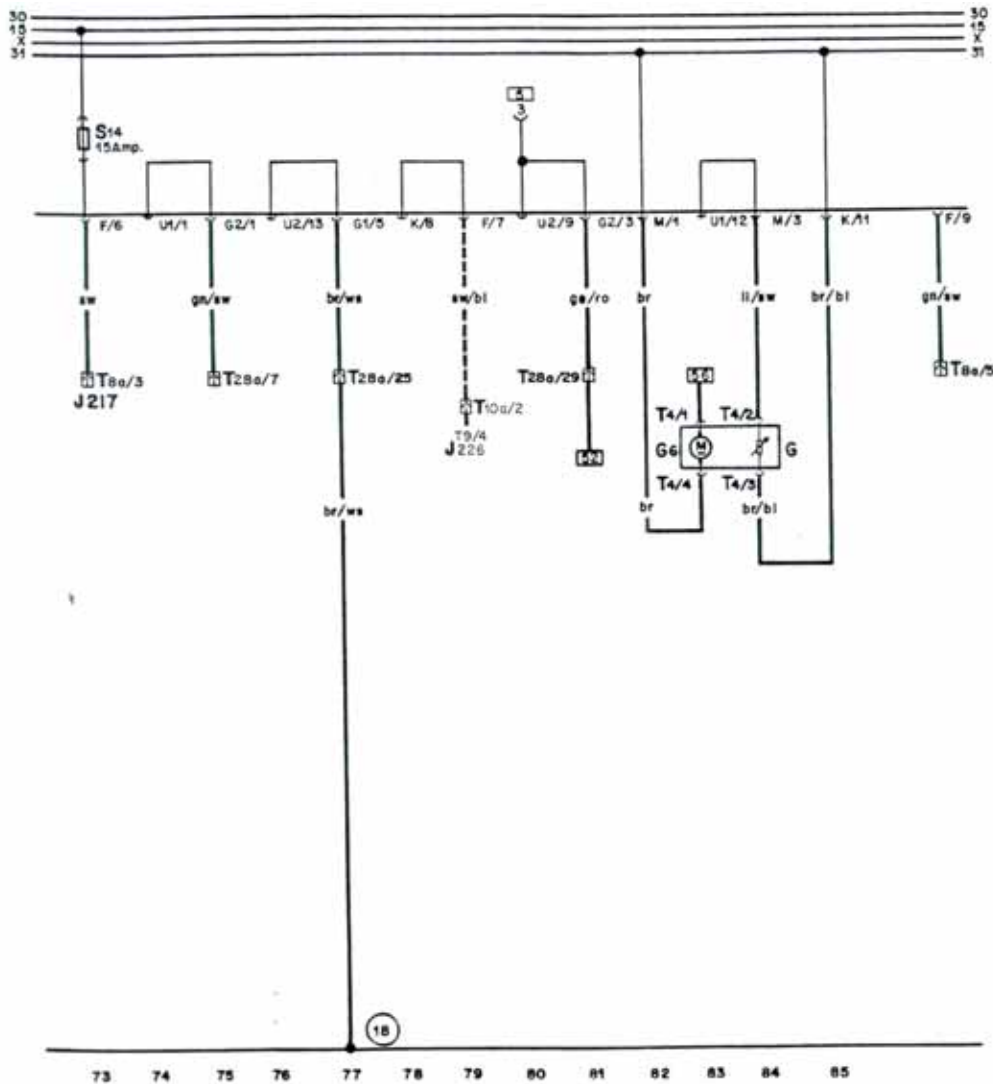 30 30
15 15
X X
31 31
5
3
S14
15Amp.
F/6 U1/1 G2/1 U2/13 G1/5 K/8 F/7 U2/9 G2/3 M/1 U1/12 M/3 K/11 F/9
sw gn/sw br/ws sw/bl ge/ro br li/sw br/bl gn/sw
T8a/3 T28a/7 T28a/25 T28a/29 56 T8a/5
J217
T10a/2 T4/1 T4/2
T9/4
J226
G6 M G
52
T4/4 T4/3
br/ws br br/bl
18
73 74 75 76 77 78 79 80 81 82 83 84 85